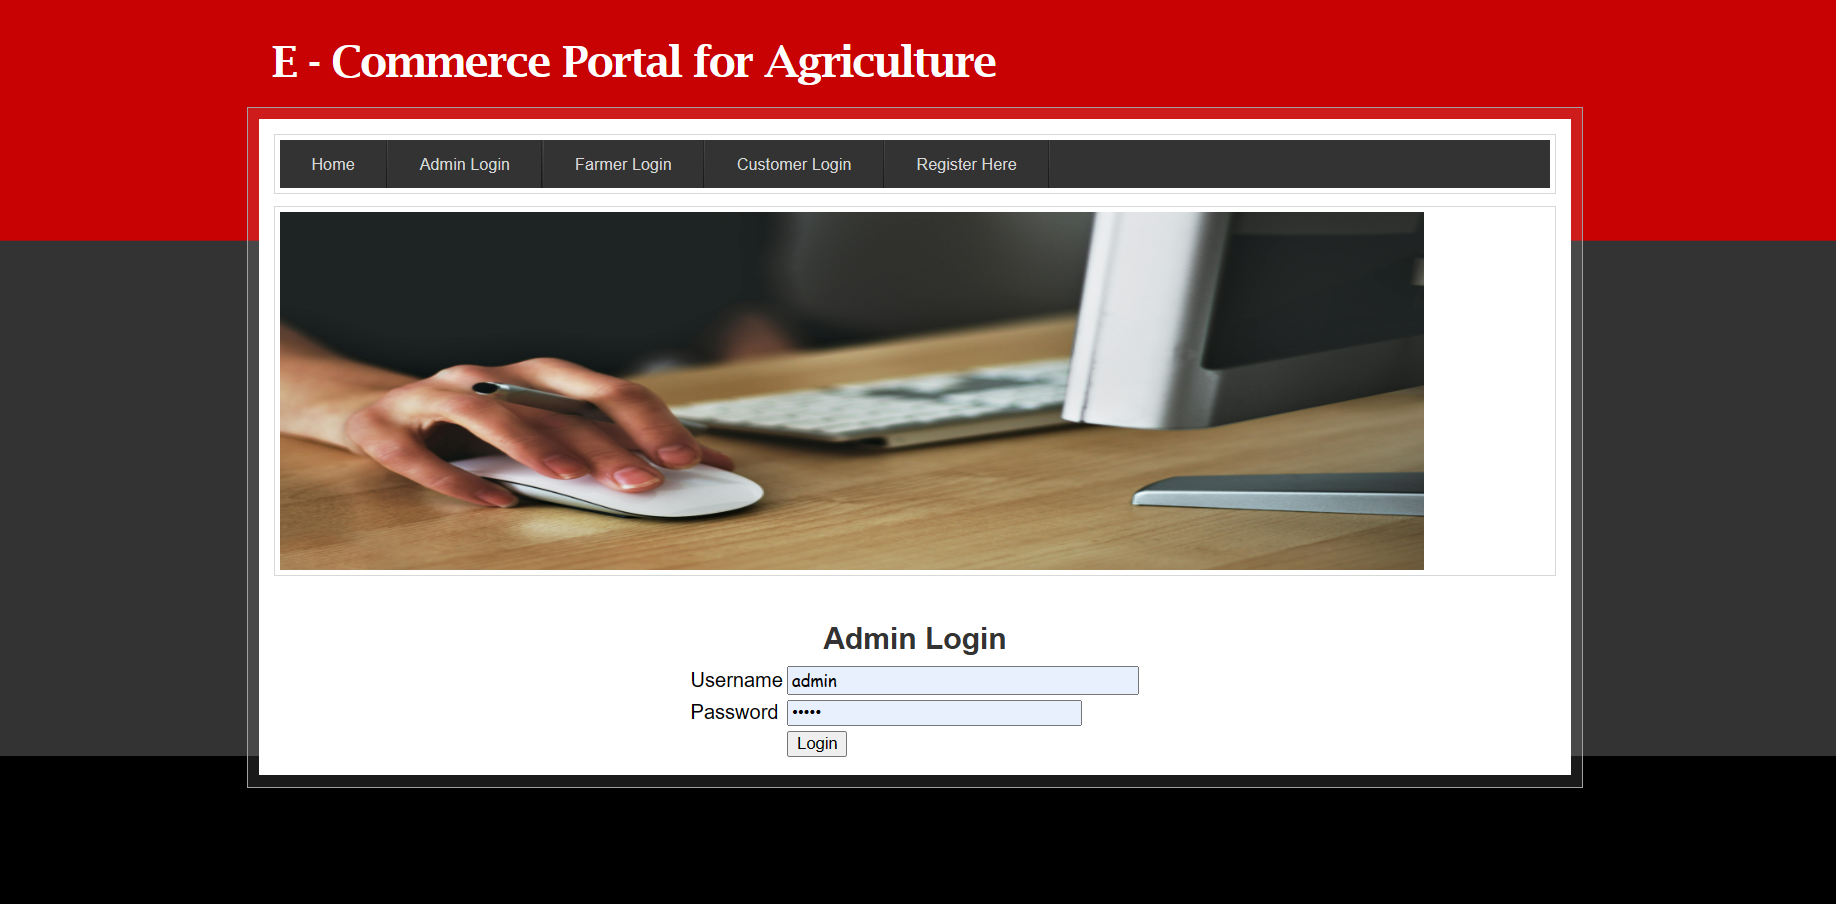 E - Commerce Portal for Agriculture
Home Admin Login Farmer Login Customer Login Register Here
Admin Login
Username admin
Password •••••
Login